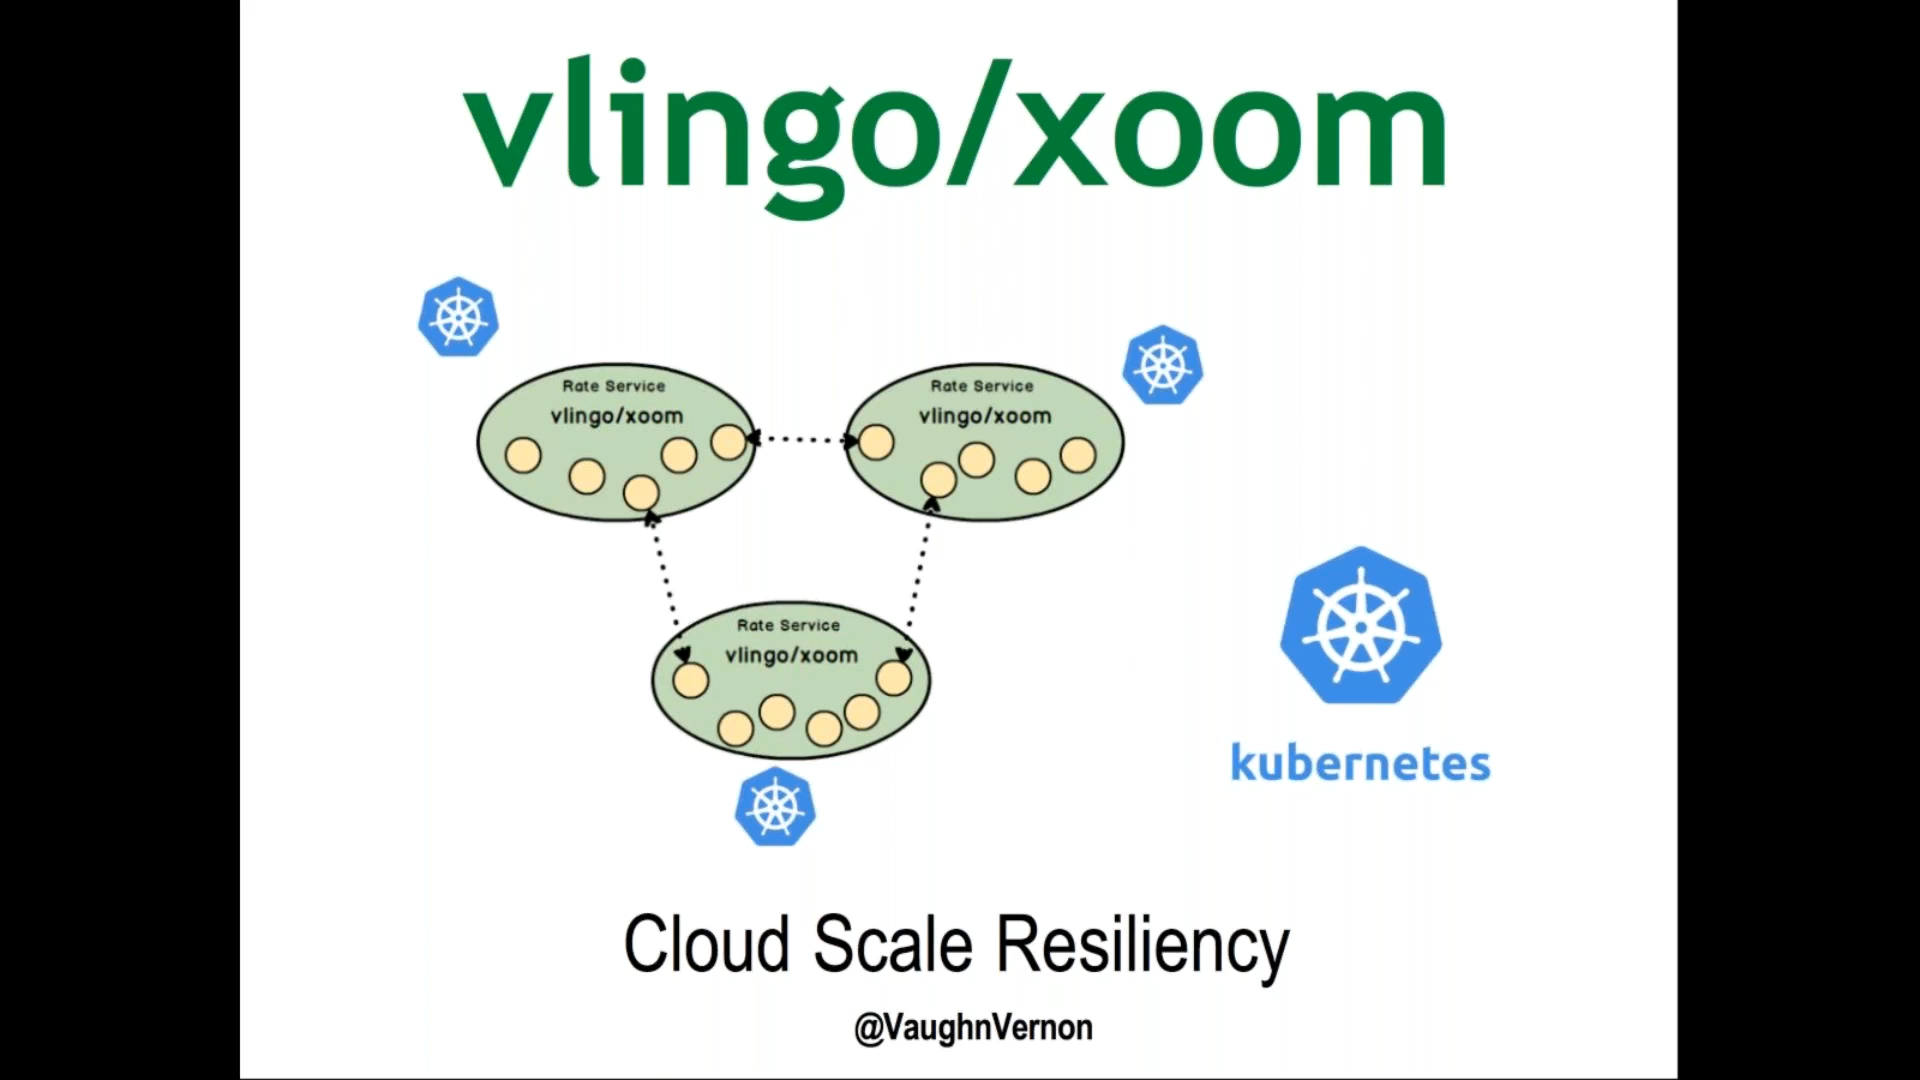 vlingo/xoom
Rate Service
vlingo/xoom
Rate Service
vlingo/xoom
Rate Service
vlingo/xoom
kubernetes
Cloud Scale Resiliency
@VaughnVernon